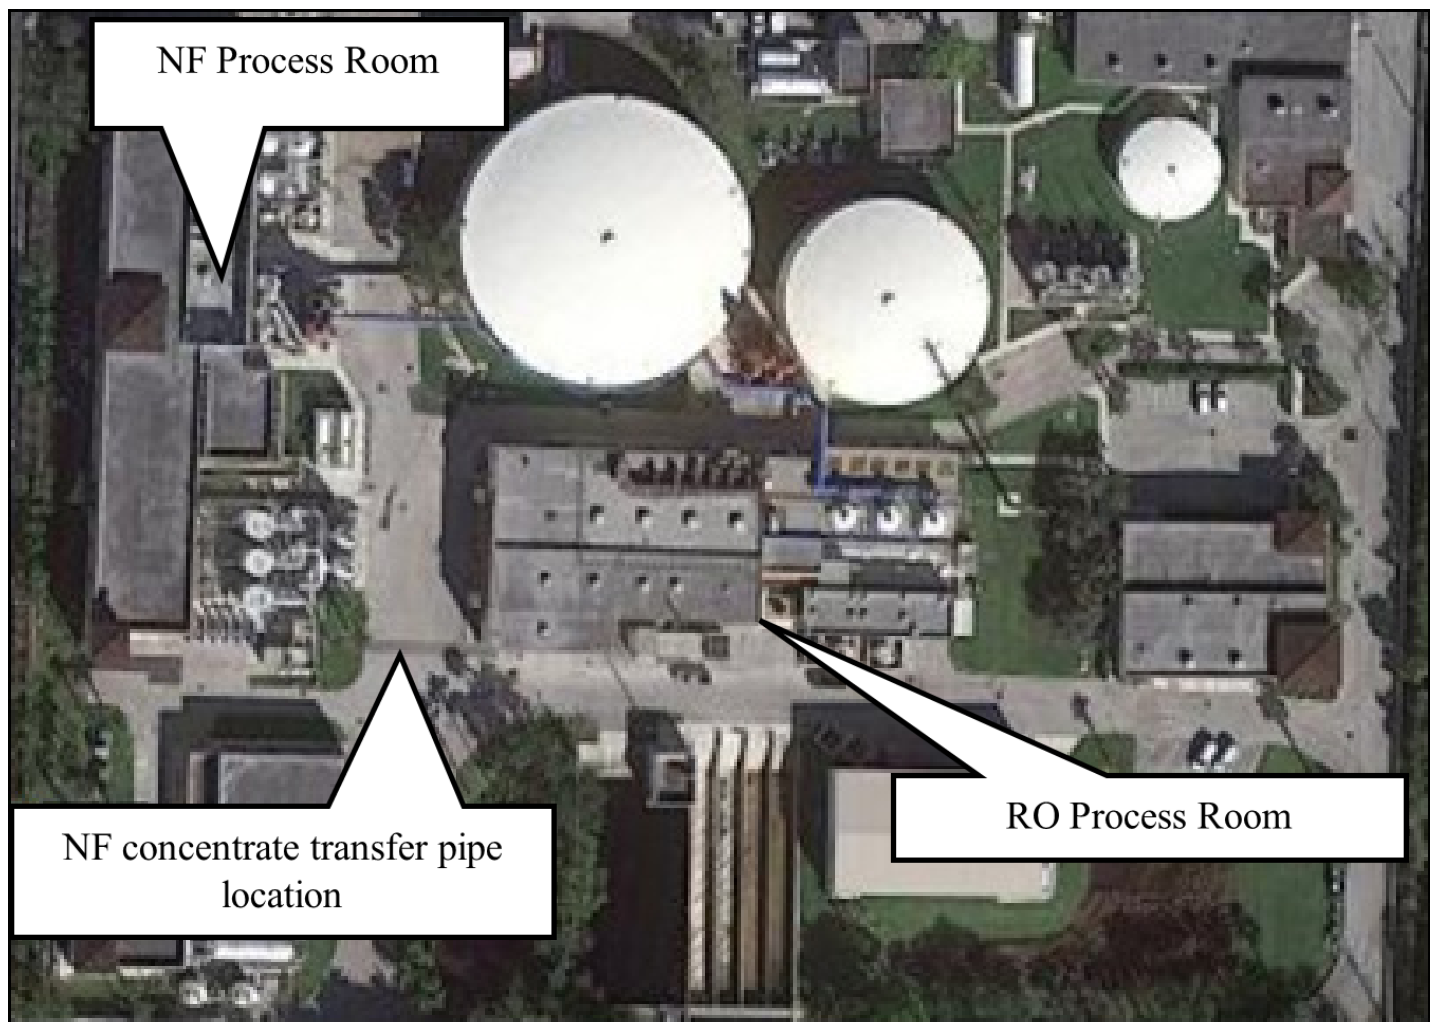 NF Process Room
RO Process Room
NF concentrate transfer pipe
location